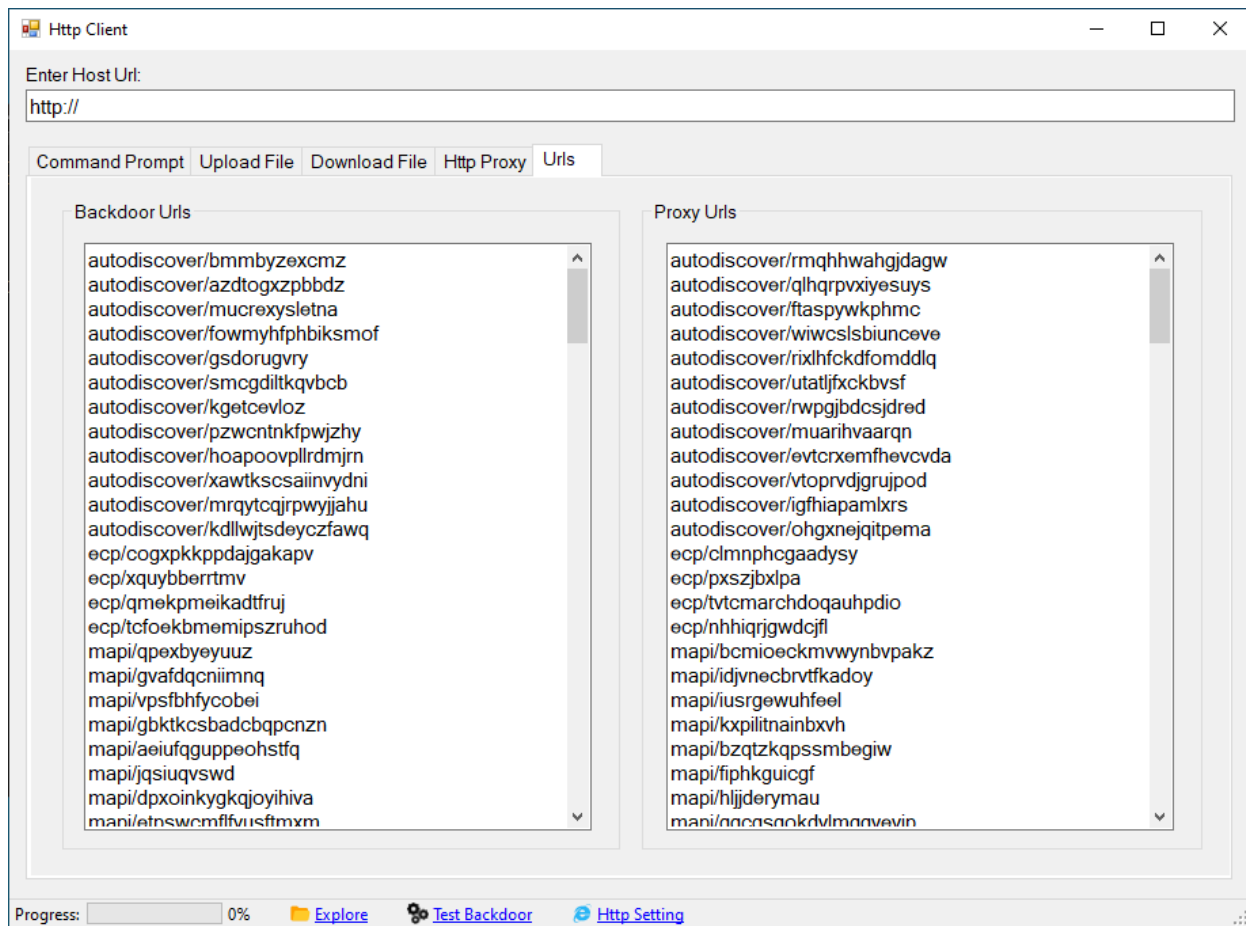 Http Client
Enter Host Url:
http://
Command Prompt Upload File Download File Http Proxy Urls
Backdoor Urls
autodiscover/bmmbyzexcmz
autodiscover/azdtogxzpbbdz
autodiscover/mucrexysletna
autodiscover/fowmyhfphbiksmof
autodiscover/gsdorugvry
autodiscover/smcgdiltkqvbcb
autodiscover/kgetcevloz
autodiscover/pzwcntnkfpwjzhy
autodiscover/hoapoovpllrdmjrn
autodiscover/xawtkscsaiinvydni
autodiscover/mrqytcqjrpwyjjahu
autodiscover/kdllwjtsdeyczfawq
ecp/cogxpkkppdajgakapv
ecp/xquybberrtmv
ecp/qmekpmeikadtfruj
ecp/tcfoekbmemipszruhod
mapi/qpexbyeyuuz
mapi/gvafdqcniimnq
mapi/vpsfbhfycobei
mapi/gbktkcsbadcbqpcnzn
mapi/aeiufqguppeohstfq
mapi/jqsiuqvswd
mapi/dpxoinkygkqjoyihiva
Proxy Urls
autodiscover/rmqhhwahgjdagw
autodiscover/qlhqrpvxiyesuys
autodiscover/ftaspywkphmc
autodiscover/wiwcslsbiunceve
autodiscover/rixlhfckdfomddlq
autodiscover/utatljfxckbvsf
autodiscover/rwpgjbdcsjdred
autodiscover/muarihvaarqn
autodiscover/evtcrxemfhevcvda
autodiscover/vtoprvdjgrujpod
autodiscover/igfhiapamlxrs
autodiscover/ohgxnejqitpema
ecp/clmnphcgaadysy
ecp/pxszjbxlpa
ecp/tvtcmarchdoqauhpdio
ecp/nhhiqrjgwdcjfl
mapi/bcmioeckmvwynbvpakz
mapi/idjvnecbrvtfkadoy
mapi/iusrgewuhfeel
mapi/kxpilitnainbxvh
mapi/bzqtzkqpssmbegiw
mapi/fiphkguicgf
mapi/hljjderymau
Progress: 0% Explore Test Backdoor Http Setting